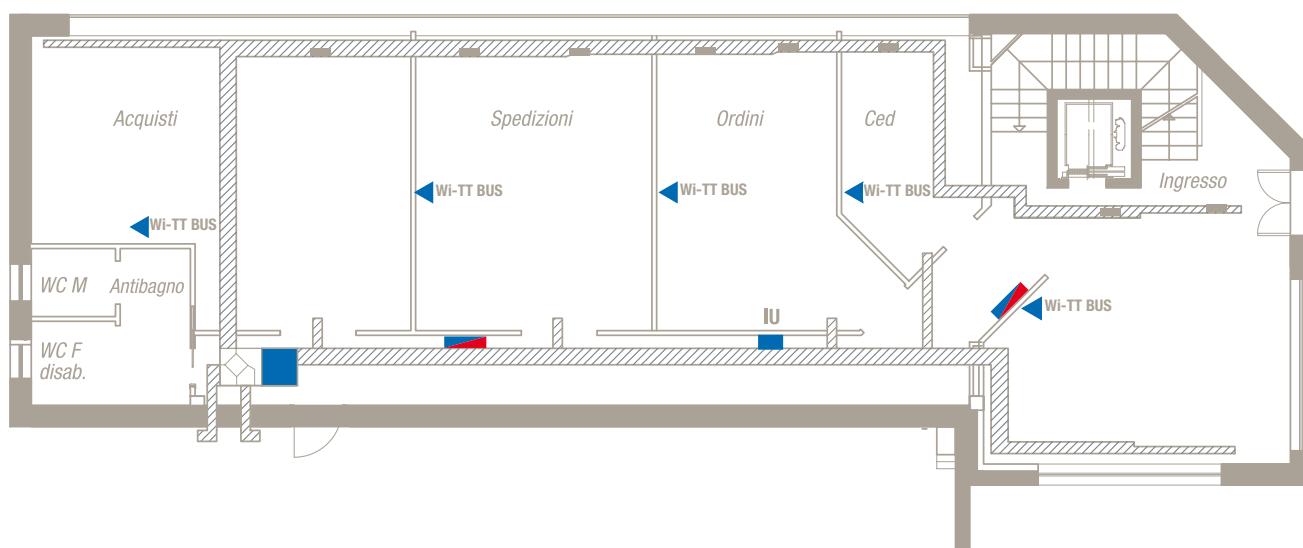 Acquisti
Spedizioni
Ordini
Ced
Ingresso
Wi-TT BUS
Wi-TT BUS
Wi-TT BUS
Wi-TT BUS
WC M
Antibagno
Wi-TT BUS
IU
WC F
disab.